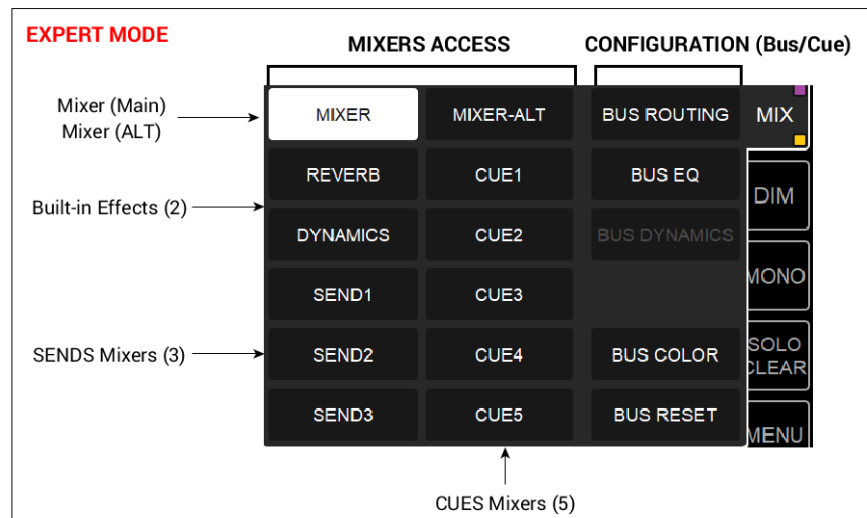 EXPERT MODE
MIXERS ACCESS
CONFIGURATION (Bus/Cue)
Mixer (Main)
Mixer (ALT)
MIXER
MIXER-ALT
BUS ROUTING
MIX
Built-in Effects (2)
REVERB
CUE1
BUS EQ
DIM
DYNAMICS
CUE2
BUS DYNAMICS
SEND1
CUE3
MONO
SENDS Mixers (3)
SEND2
CUE4
BUS COLOR
SOLO
CLEAR
SEND3
CUE5
BUS RESET
MENU
CUES Mixers (5)